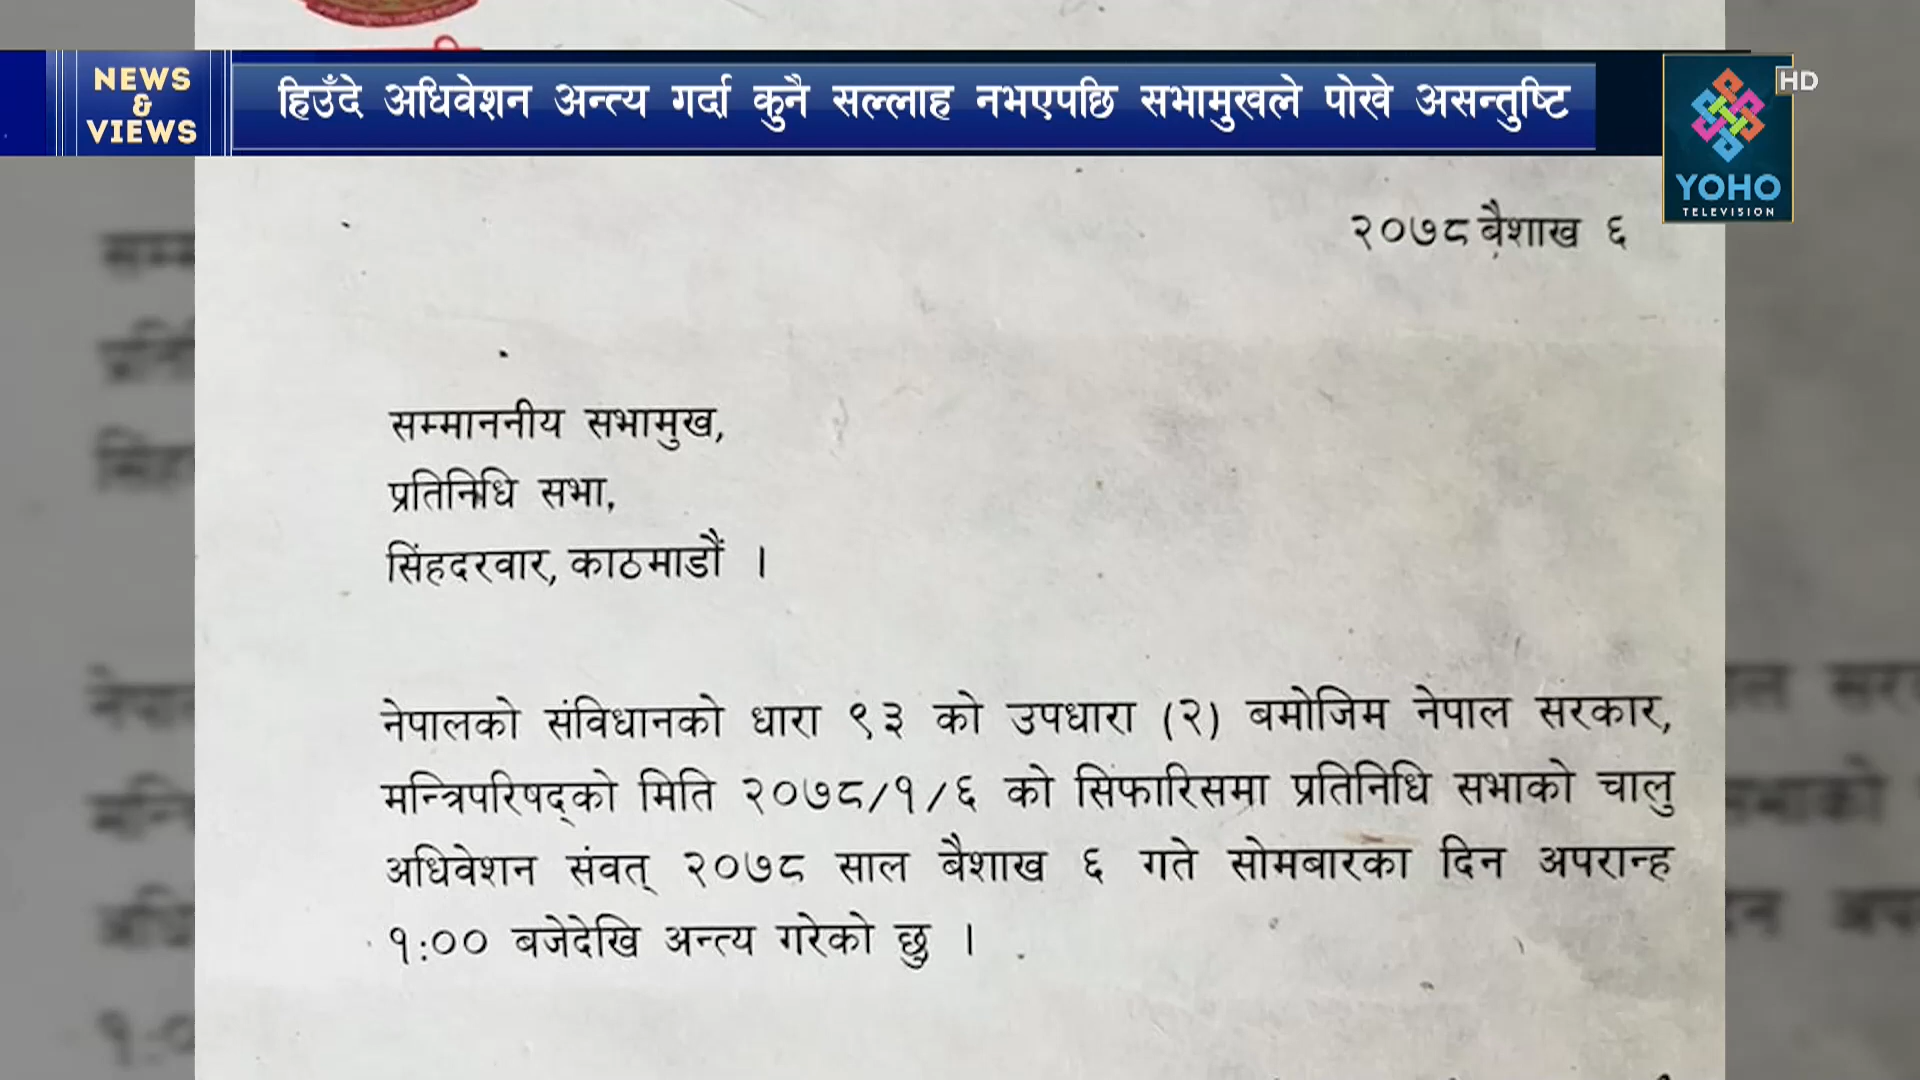 NEWS
&
VIEWS
हिउँदे अधिवेशन अन्त्य गर्दा कुनै सल्लाह नभएपछि सभामुखले पोखे असन्तुष्टि
HD
YOHO
TELEVISION
२०७८ बैशाख ६
सम्माननीय सभामुख,
प्रतिनिधि सभा,
सिंहदरवार, काठमाडौं ।
नेपालको संविधानको धारा ९३ को उपधारा (२) बमोजिम नेपाल सरकार,
मन्त्रिपरिषद्को मिति २०७८/१/६ को सिफारिसमा प्रतिनिधि सभाको चालु
अधिवेशन संवत् २०७८ साल बैशाख ६ गते सोमबारका दिन अपरान्ह
१:०० बजेदेखि अन्त्य गरेको छु ।